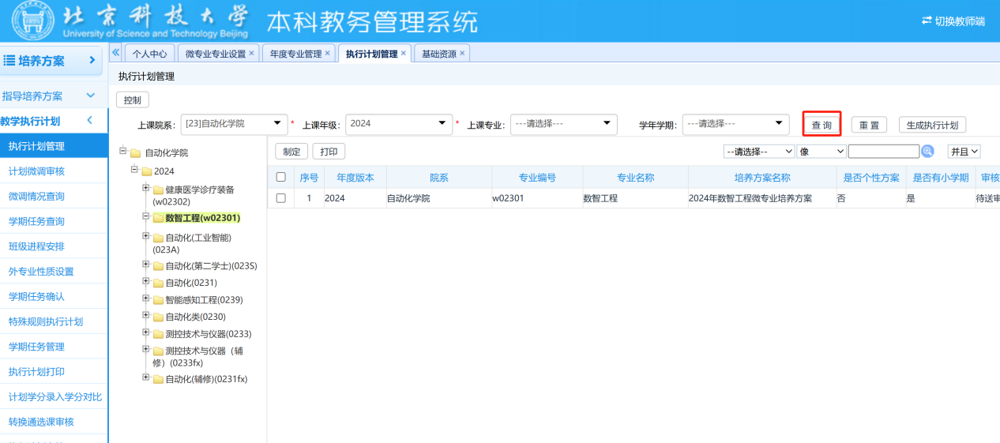 北京科技大学
University of Science and Technology Beijing
本科教务管理系统
切换教师端
培养方案
个人中心
微专业专业设置
年度专业管理
执行计划管理
基础资源
执行计划管理
指导培养方案
教学执行计划
执行计划管理
计划微调审核
微调情况查询
学期任务查询
班级进程安排
外专业性质设置
学期任务确认
特殊规则执行计划
学期任务管理
执行计划打印
计划学分录入学分对比
转换通选课审核
控制
上课院系: [23]自动化学院 * 上课年级: 2024 * 上课专业: ---请选择--- 学年学期: ---请选择--- 查 询 重 置 生成执行计划
自动化学院
2024
健康医学诊疗装备
(w02302)
数智工程(w02301)
自动化(工业智能)
(023A)
自动化(第二学士)(023S)
自动化(0231)
智能感知工程(0239)
自动化类(0230)
测控技术与仪器(0233)
测控技术与仪器（辅
修）(0233fx)
自动化(辅修)(0231fx)
制定 打印 --请选择-- 像 并且
序号 年度版本 院系 专业编号 专业名称 培养方案名称 是否个性方案 是否有小学期 审核
1 2024 自动化学院 w02301 数智工程 2024年数智工程微专业培养方案 否 是 待送审